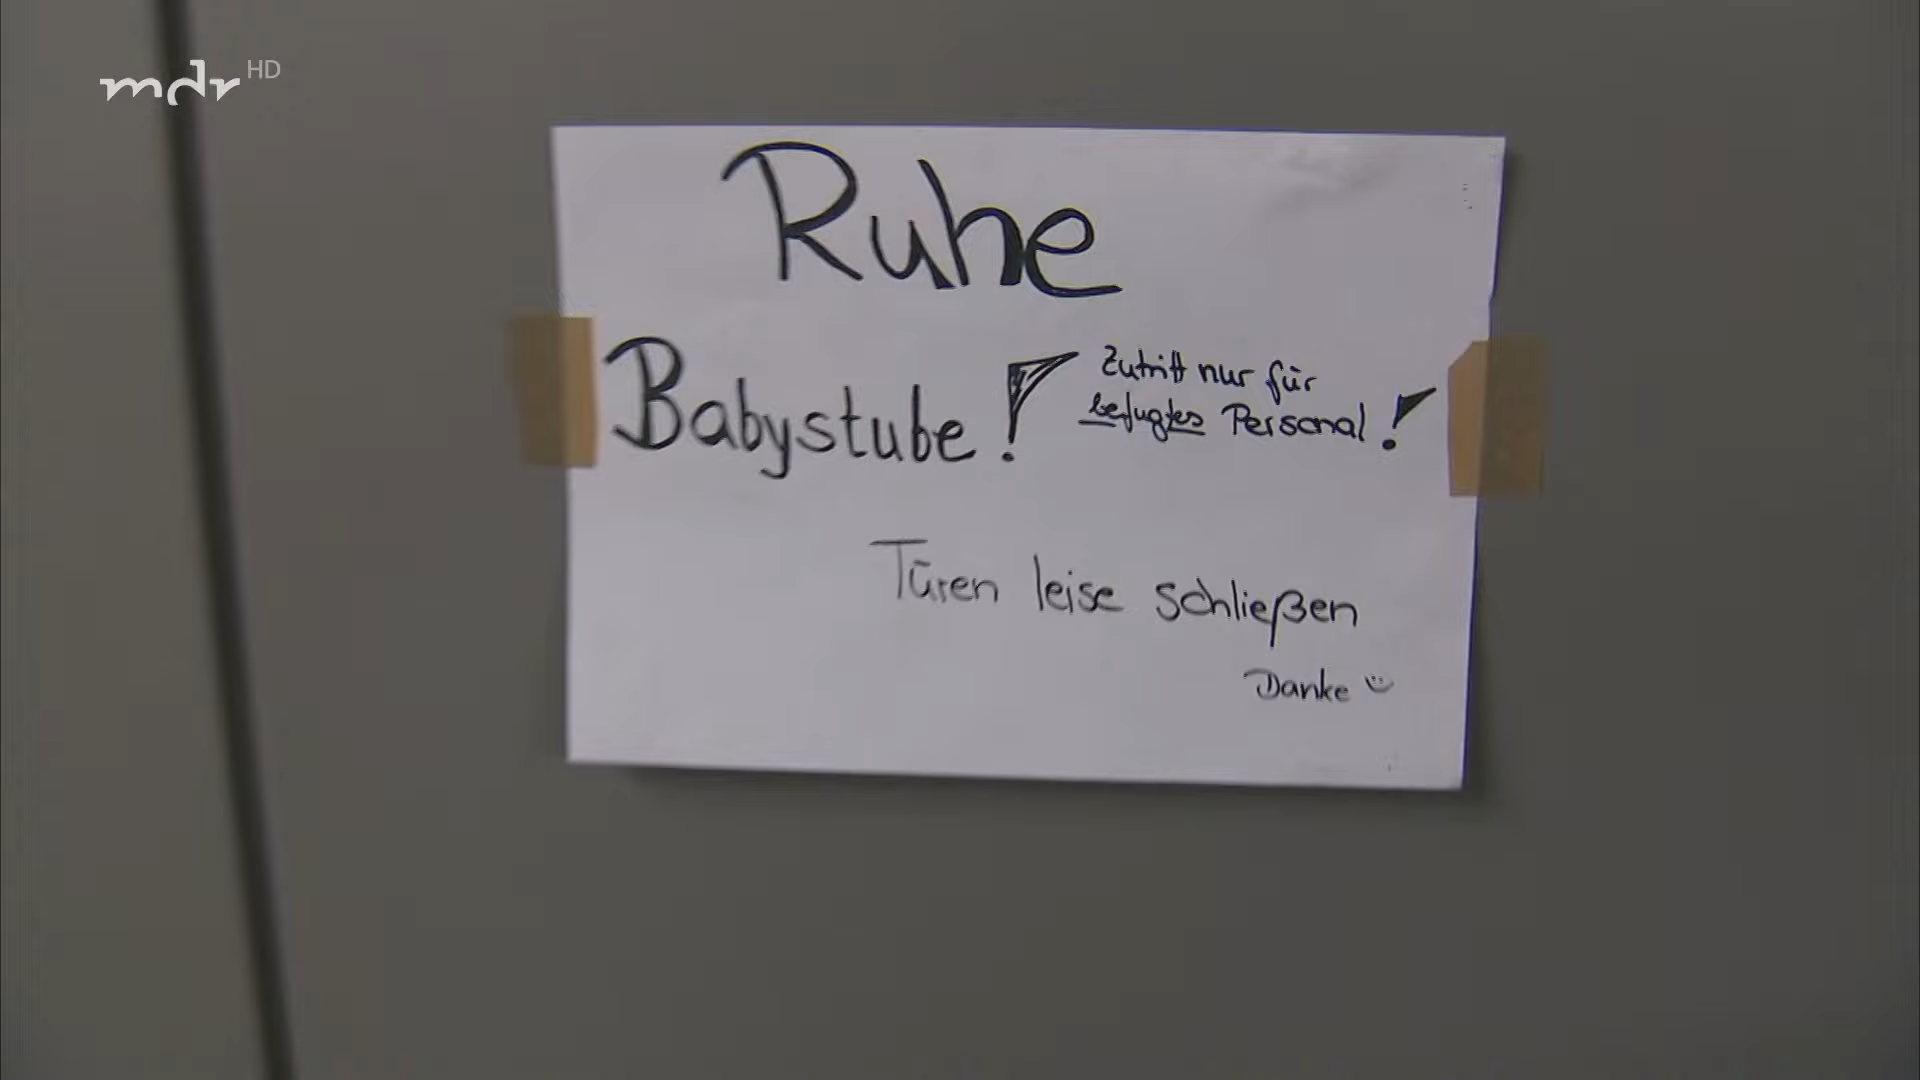 mdr HD
Ruhe
Babystube!
Zutritt nur für
befugtes Personal!
Türen leise schließen
Danke